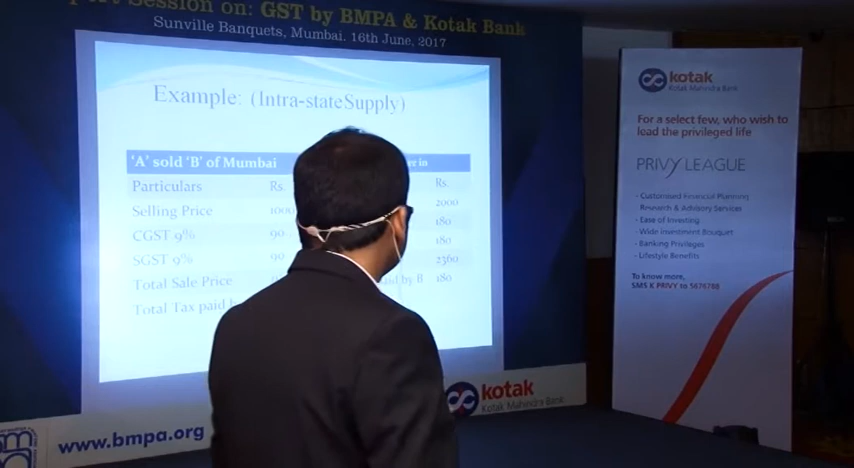 Session on: GST by BMPA & Kotak Bank
Sunville Banquets, Mumbai. 16th June, 2017
Example: (Intra-state Supply)
'A' sold 'B' of Mumbai in
Particulars Rs. Rs.
Selling Price 1000 2000
CGST 9% 90 180
SGST 9% 90 180
Total Sale Price 2360
Total Tax paid by B 180
www.bmpa.org
kotak
Kotak Mahindra Bank
kotak
Kotak Mahindra Bank
For a select few, who wish to
lead the privileged life
PRIVY LEAGUE
• Customised Financial Planning
Research & Advisory Services
• Ease of Investing
• Wide Investment Bouquet
• Banking Privileges
• Lifestyle Benefits
To know more,
SMS K PRIVY to 5676788